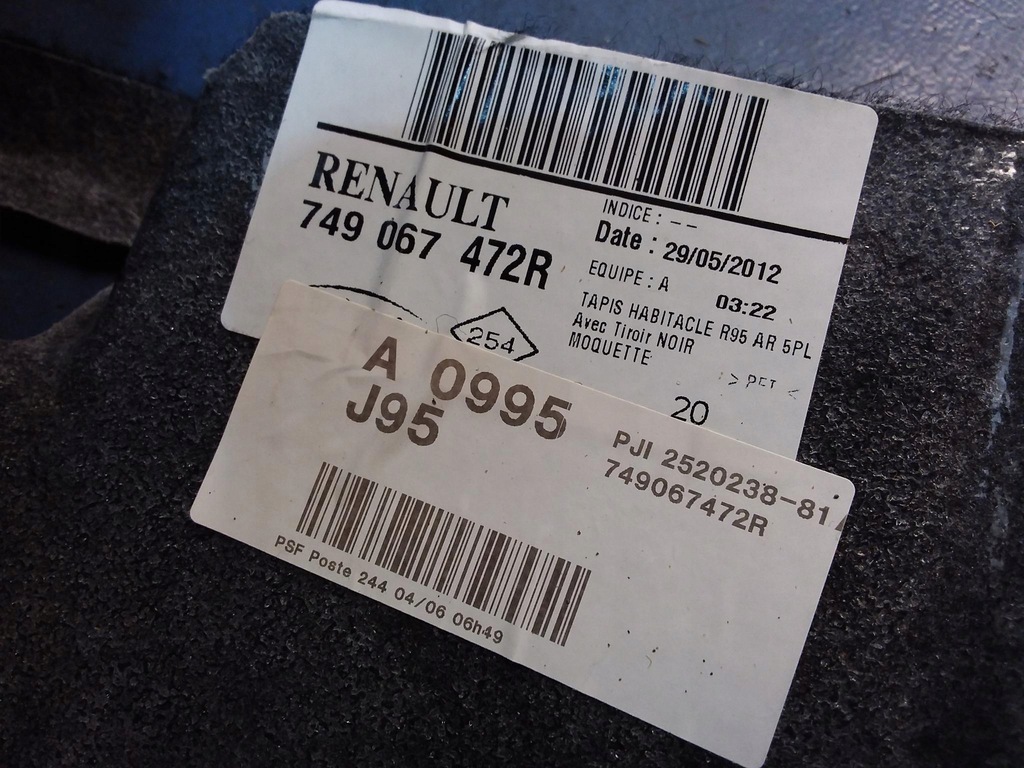 RENAULT
749 067 472R
INDICE : --
Date : 29/05/2012
EQUIPE : A 03:22
TAPIS HABITACLE R95 AR 5PL
Avec Tiroir NOIR
MOQUETTE
> PET <
254
20
A 0995
J95
PJI 2520238-81
749067472R
PSF Poste 244 04/06 06h49